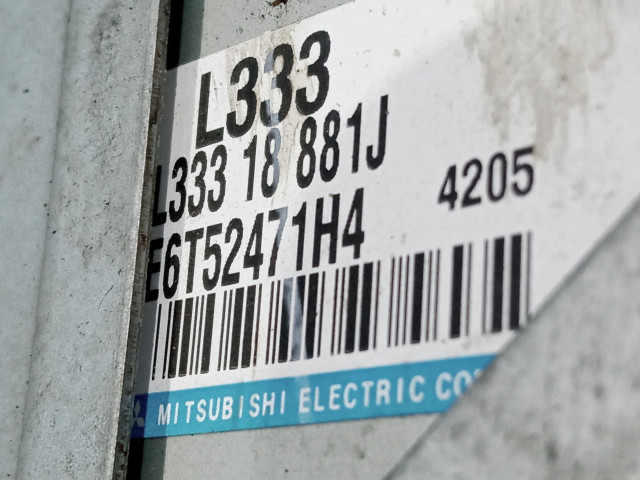 L333
L333 18 881J
4205
E6T52471H4
MITSUBISHI ELECTRIC CO